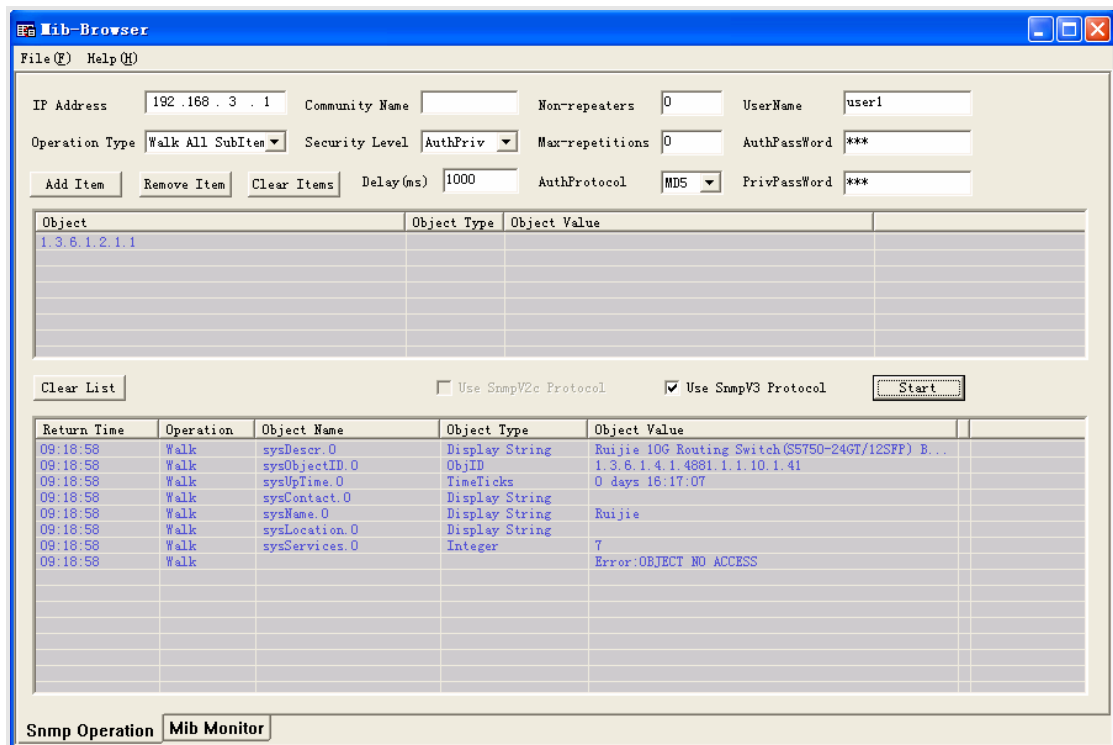 Mib-Browser
File(F) Help(H)
IP Address 192 .168 . 3 . 1 Community Name Non-repeaters 0 UserName user1
Operation Type Walk All SubItem Security Level AuthPriv Max-repetitions 0 AuthPassWord ***
Add Item Remove Item Clear Items Delay(ms) 1000 AuthProtocol MD5 PrivPassWord ***
Object Object Type Object Value
1.3.6.1.2.1.1
Clear List Use SnmpV2c Protocol Use SnmpV3 Protocol Start
Return Time Operation Object Name Object Type Object Value
09:18:58 Walk sysDescr.0 Display String Ruijie 10G Routing Switch(S5750-24GT/12SFP) B...
09:18:58 Walk sysObjectID.0 ObjID 1.3.6.1.4.1.4881.1.1.10.1.41
09:18:58 Walk sysUpTime.0 TimeTicks 0 days 16:17:07
09:18:58 Walk sysContact.0 Display String
09:18:58 Walk sysName.0 Display String Ruijie
09:18:58 Walk sysLocation.0 Display String
09:18:58 Walk sysServices.0 Integer 7
09:18:58 Walk Error:OBJECT NO ACCESS
Snmp Operation Mib Monitor